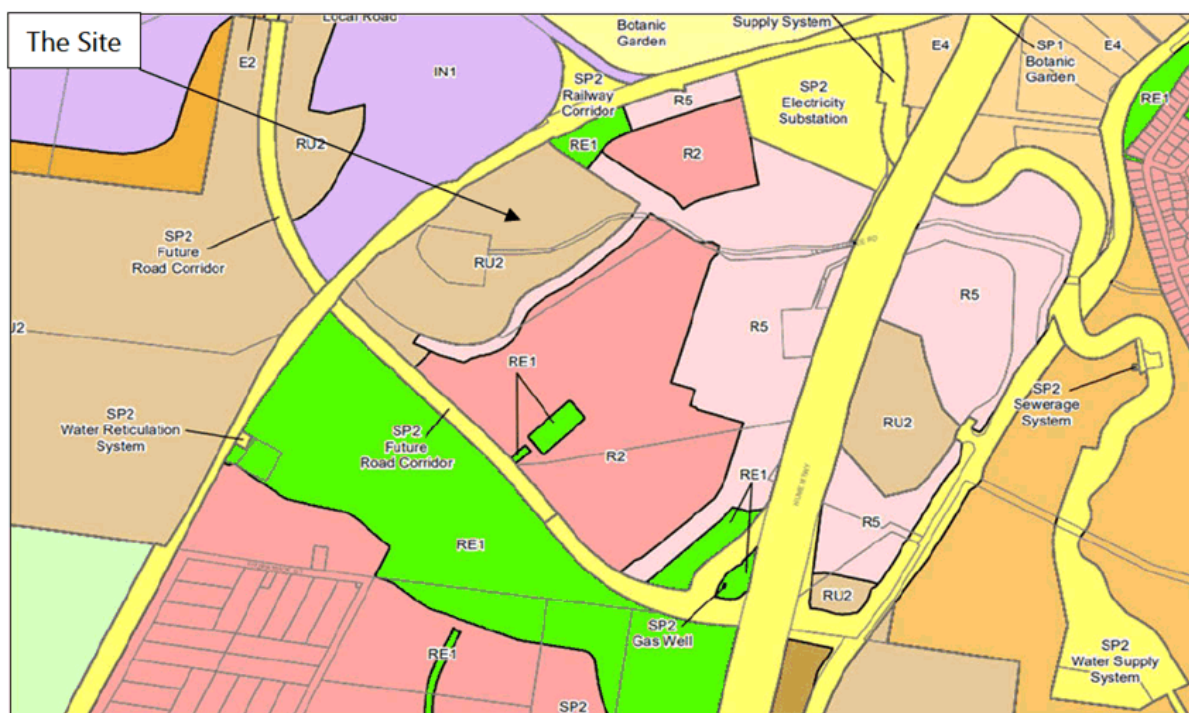 The Site
Local Road
E2
IN1
Botanic
Garden
Supply System
E4
SP1
Botanic
Garden
E4
RE1
SP2
Railway
Corridor
R5
SP2
Electricity
Substation
RE1
R2
RU2
SP2
Future
Road Corridor
RU2
R5
R5
U2
RE1
SP2
Water Reticulation
System
SP2
Future
Road Corridor
R2
RE1
HUME HWY
RU2
SP2
Sewerage
System
R5
RE1
RU2
SP2
Gas Well
RE1
SP2
SP2
Water Supply
System